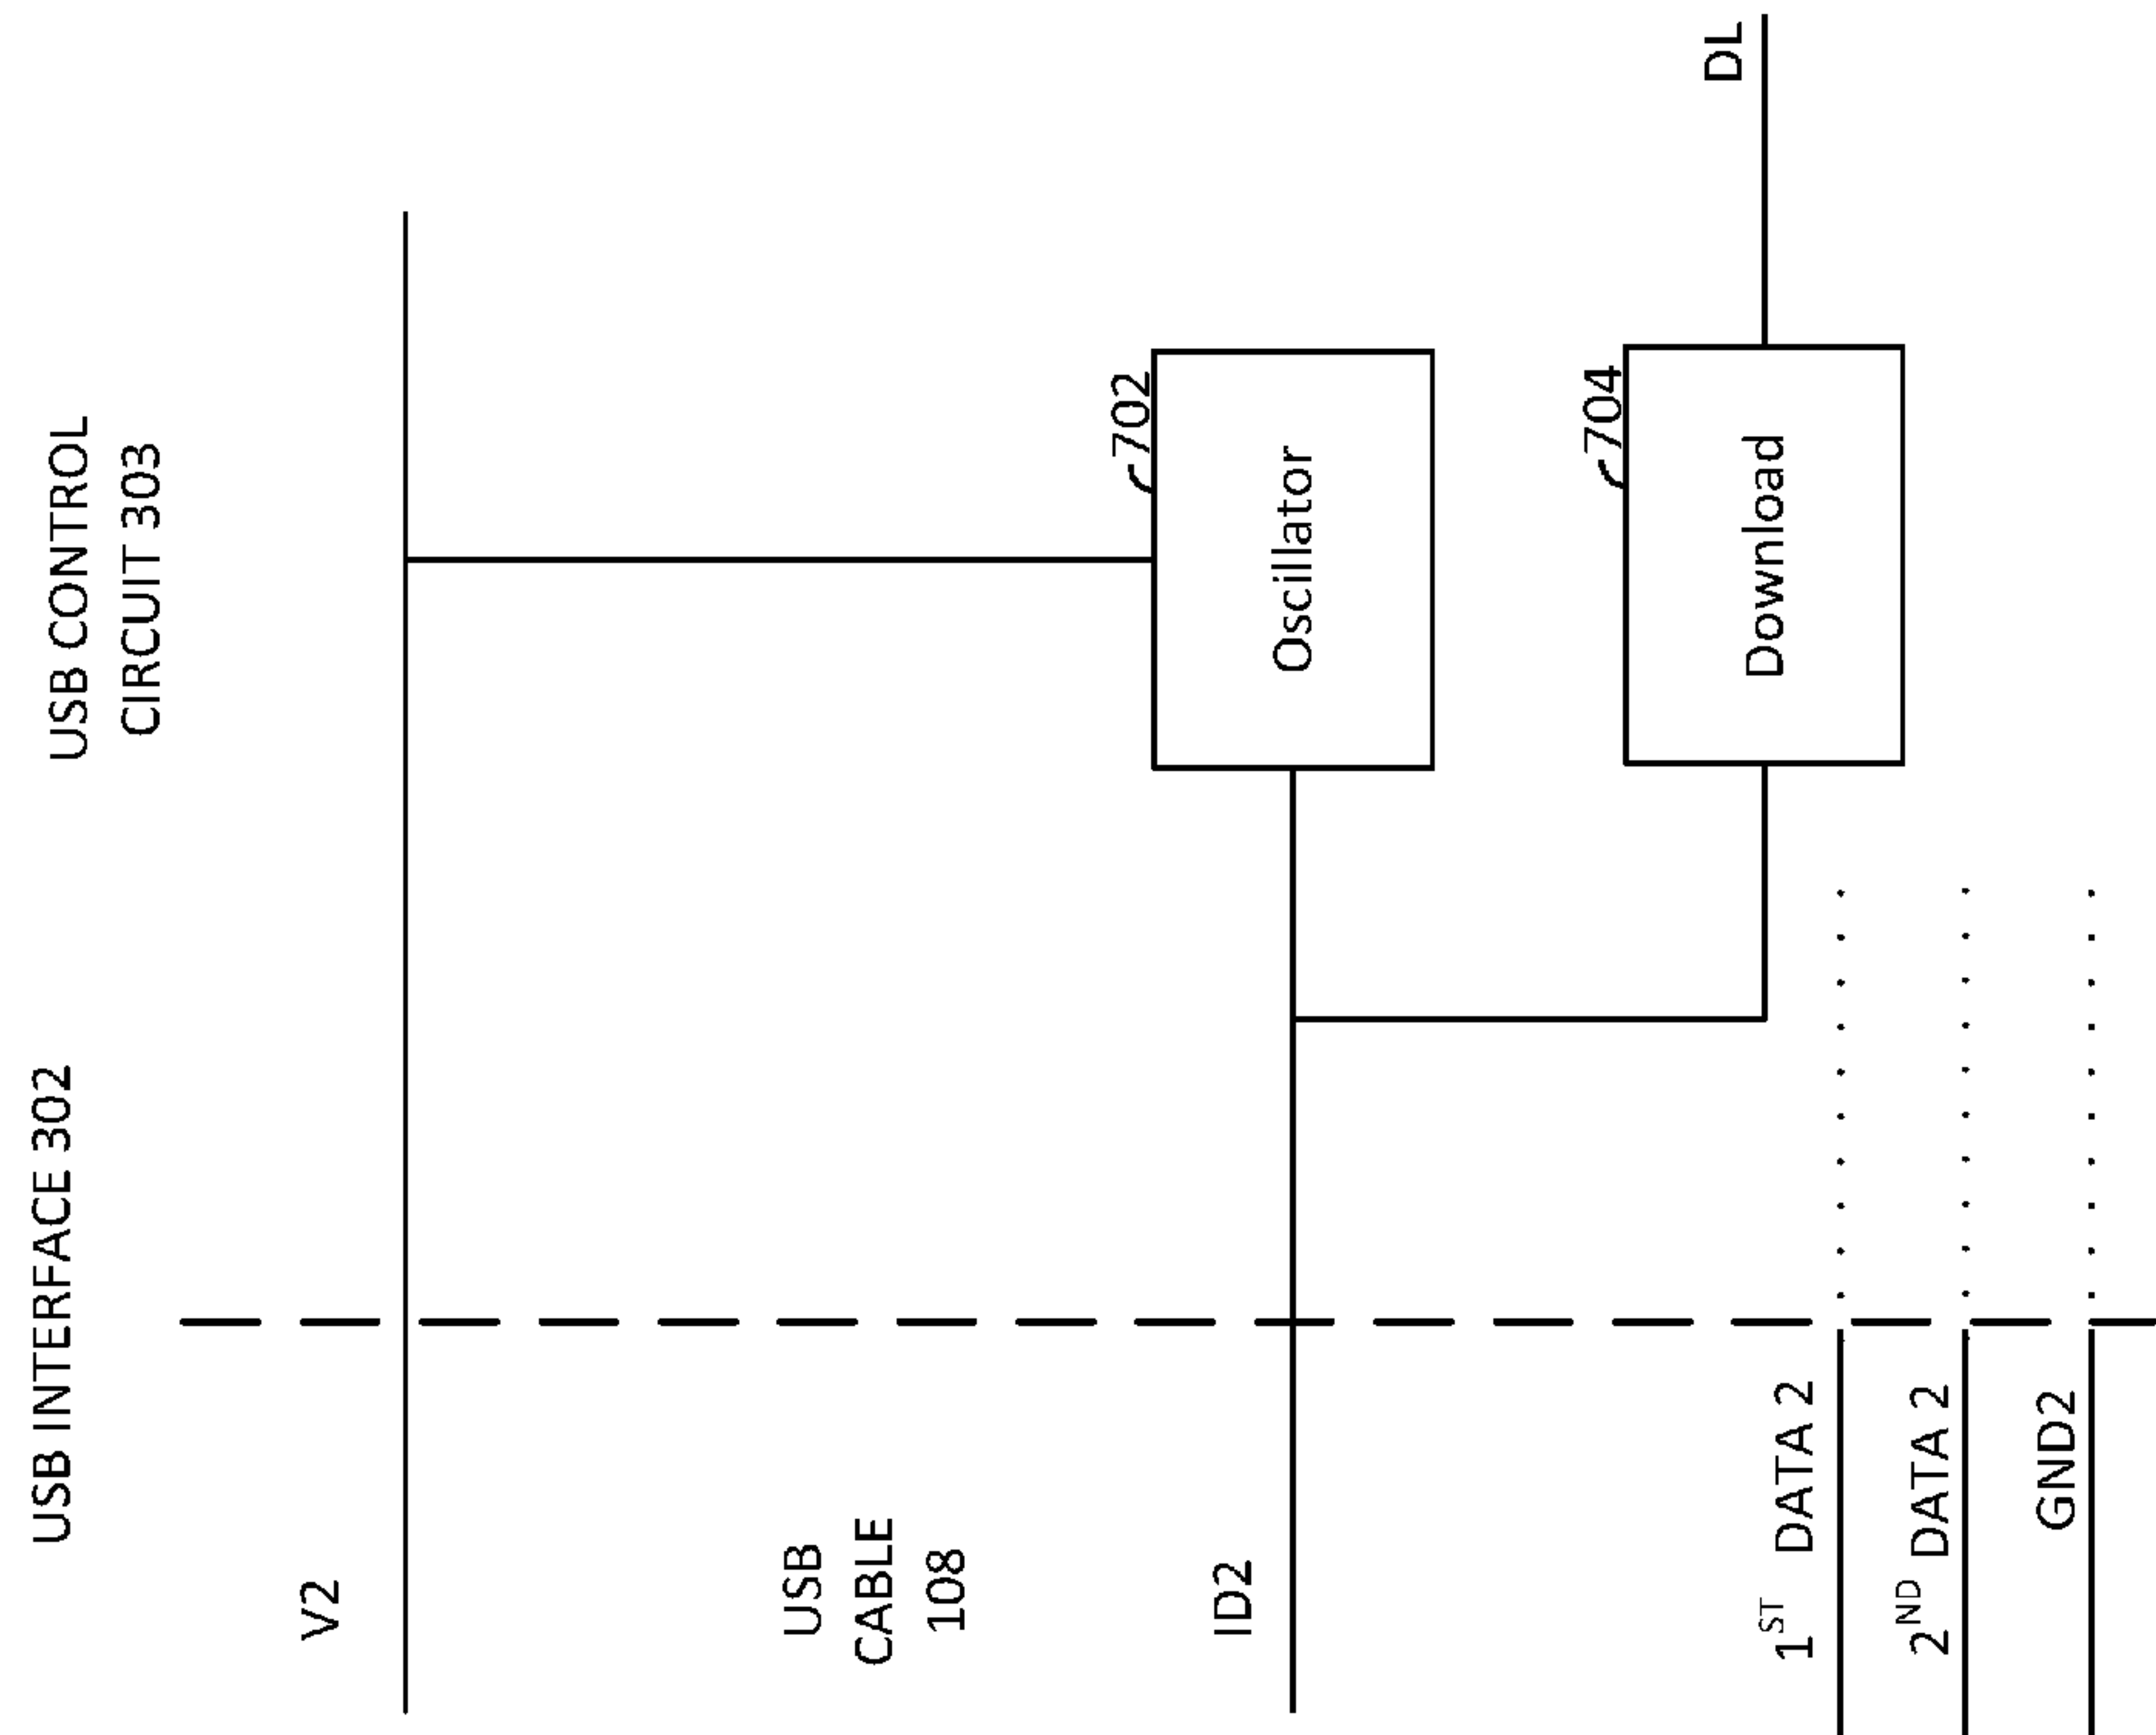 USB INTERFACE 302
USB CONTROL
CIRCUIT 303
V2
USB
CABLE
108
702
Oscillator
ID2
DL
704
Download
1ST DATA 2
2ND DATA 2
GND2